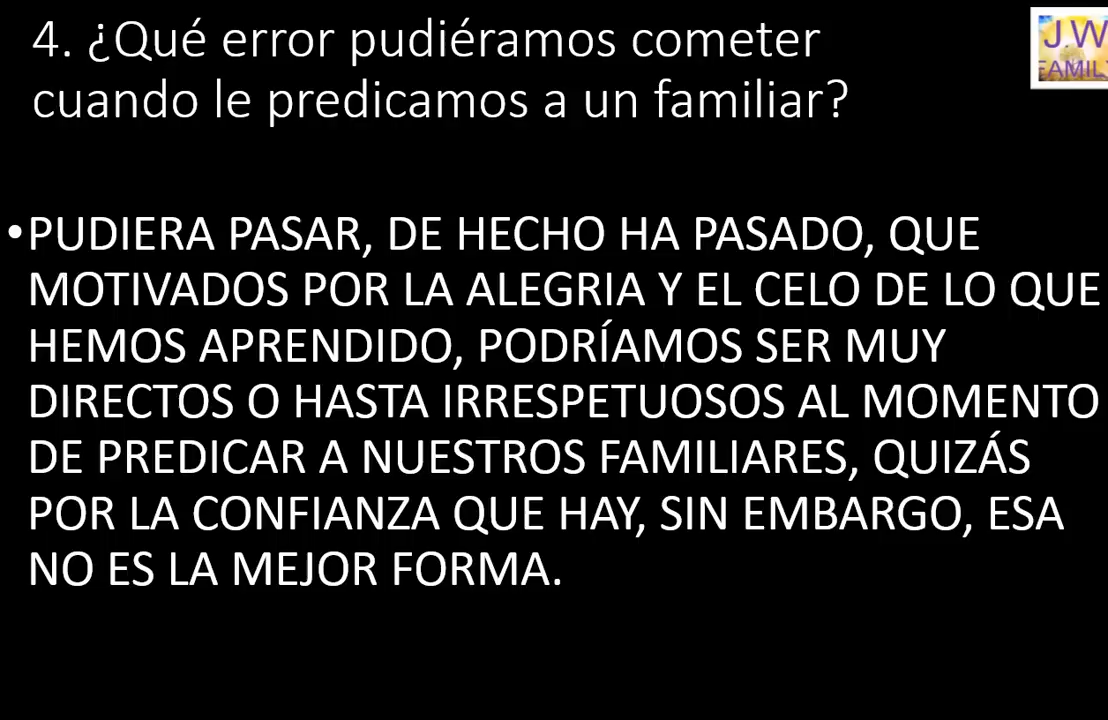 4. ¿Qué error pudiéramos cometer
cuando le predicamos a un familiar?
J.W
FAMILY
•PUDIERA PASAR, DE HECHO HA PASADO, QUE
MOTIVADOS POR LA ALEGRIA Y EL CELO DE LO QUE
HEMOS APRENDIDO, PODRÍAMOS SER MUY
DIRECTOS O HASTA IRRESPETUOSOS AL MOMENTO
DE PREDICAR A NUESTROS FAMILIARES, QUIZÁS
POR LA CONFIANZA QUE HAY, SIN EMBARGO, ESA
NO ES LA MEJOR FORMA.